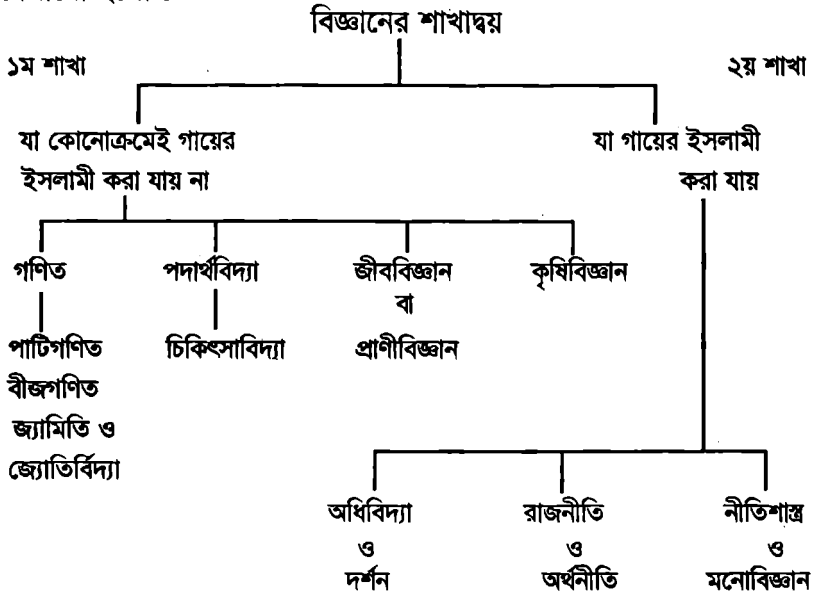 বিজ্ঞানের শাখাদ্বয়
১ম শাখা
২য় শাখা
যা কোনোক্রমেই গায়ের
ইসলামী করা যায় না
যা গায়ের ইসলামী
করা যায়
গণিত
পদার্থবিদ্যা
জীববিজ্ঞান
বা
প্রাণীবিজ্ঞান
কৃষিবিজ্ঞান
পাটিগণিত
বীজগণিত
জ্যামিতি ও
জ্যোতির্বিদ্যা
চিকিৎসাবিদ্যা
অধিবিদ্যা
ও
দর্শন
রাজনীতি
ও
অর্থনীতি
নীতিশাস্ত্র
ও
মনোবিজ্ঞান